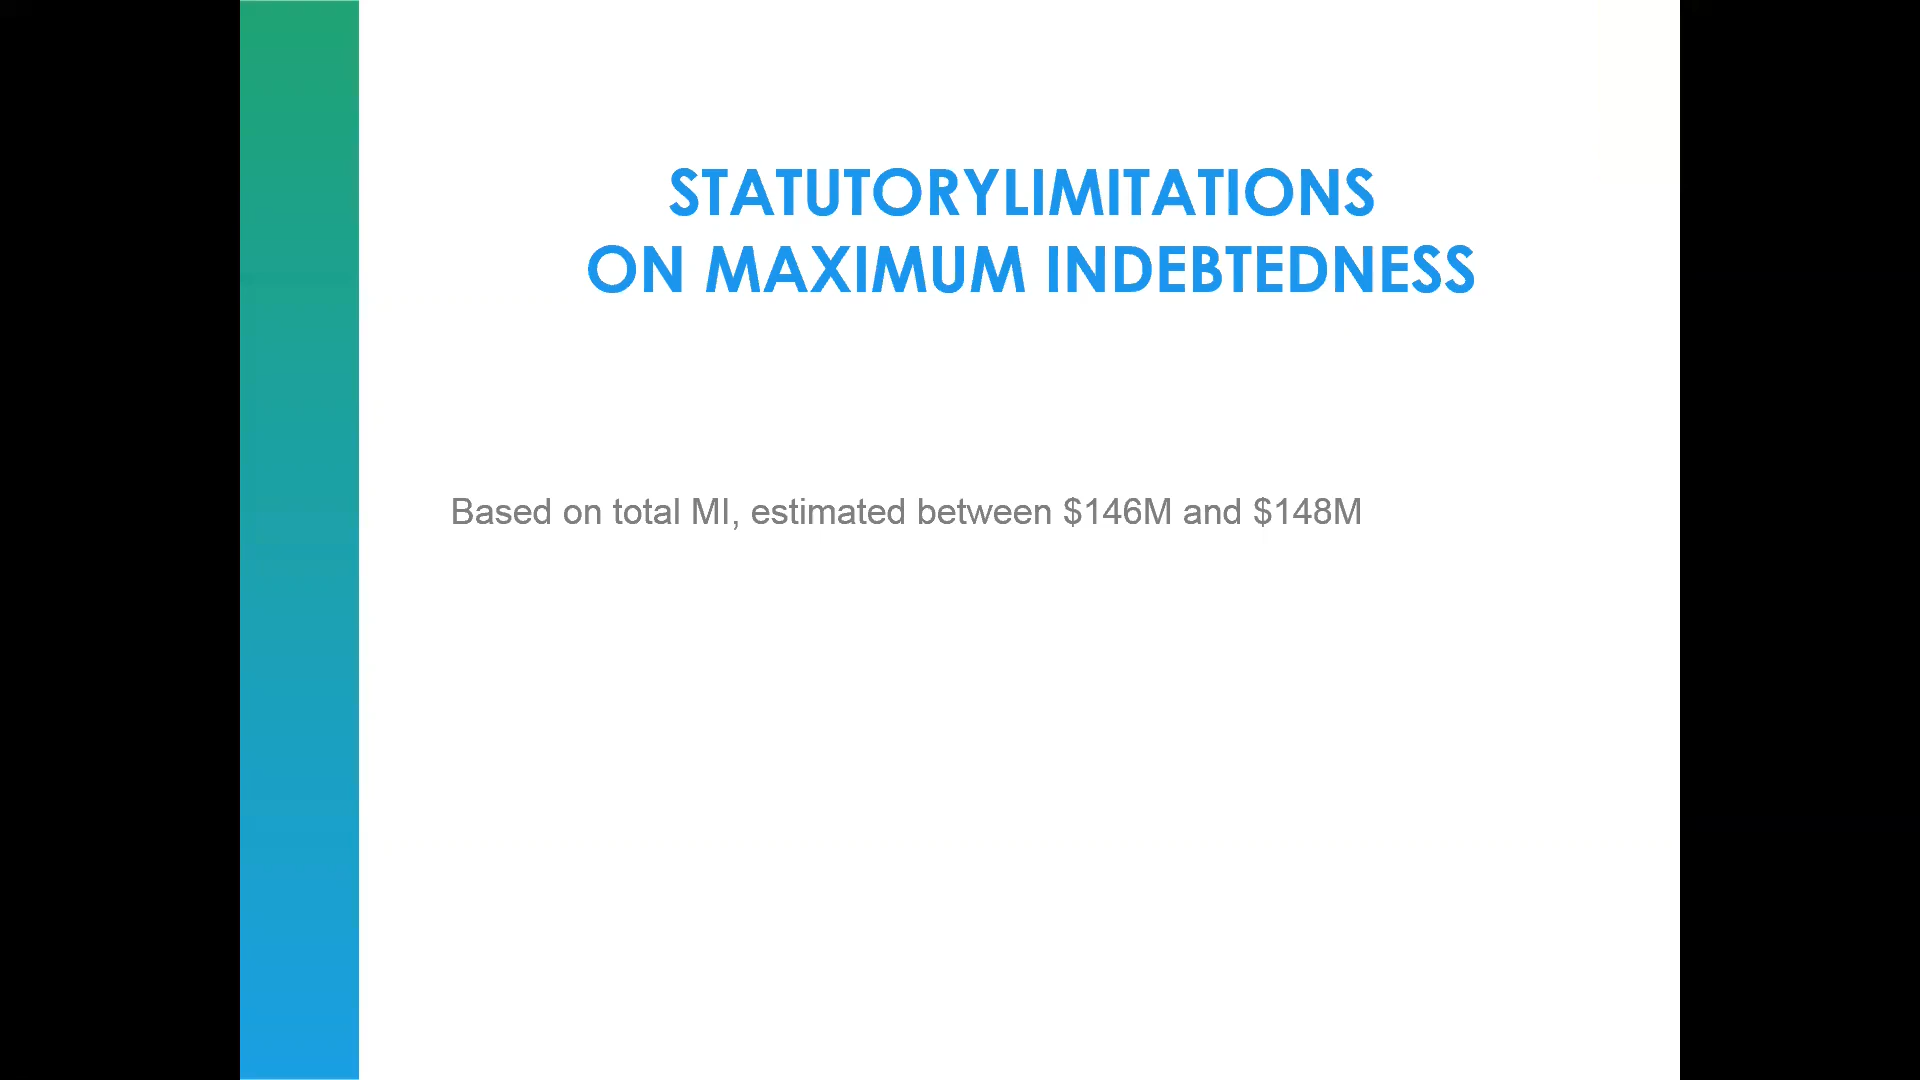 STATUTORYLIMITATIONS
ON MAXIMUM INDEBTEDNESS
Based on total MI, estimated between $146M and $148M